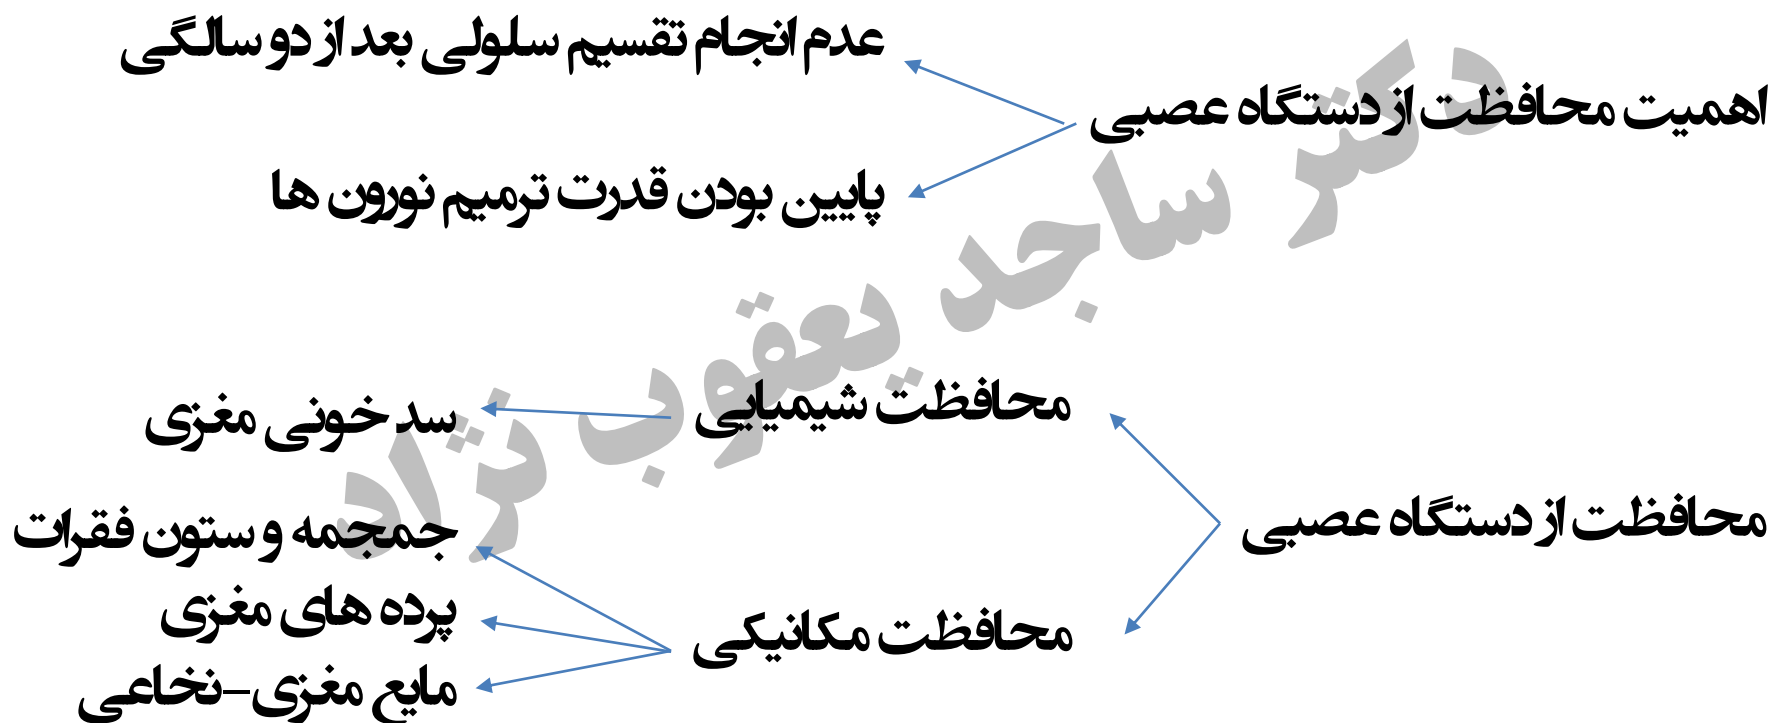 اهمیت محافظت از دستگاه عصبی
عدم انجام تقسیم سلولی بعد از دو سالگی
پایین بودن قدرت ترمیم نورون ها
محافظت از دستگاه عصبی
محافظت شیمیایی
سد خونی مغزی
محافظت مکانیکی
جمجمه و ستون فقرات
پرده های مغزی
مایع مغزی-نخاعی
دکتر ساجد یعقوب نژاد